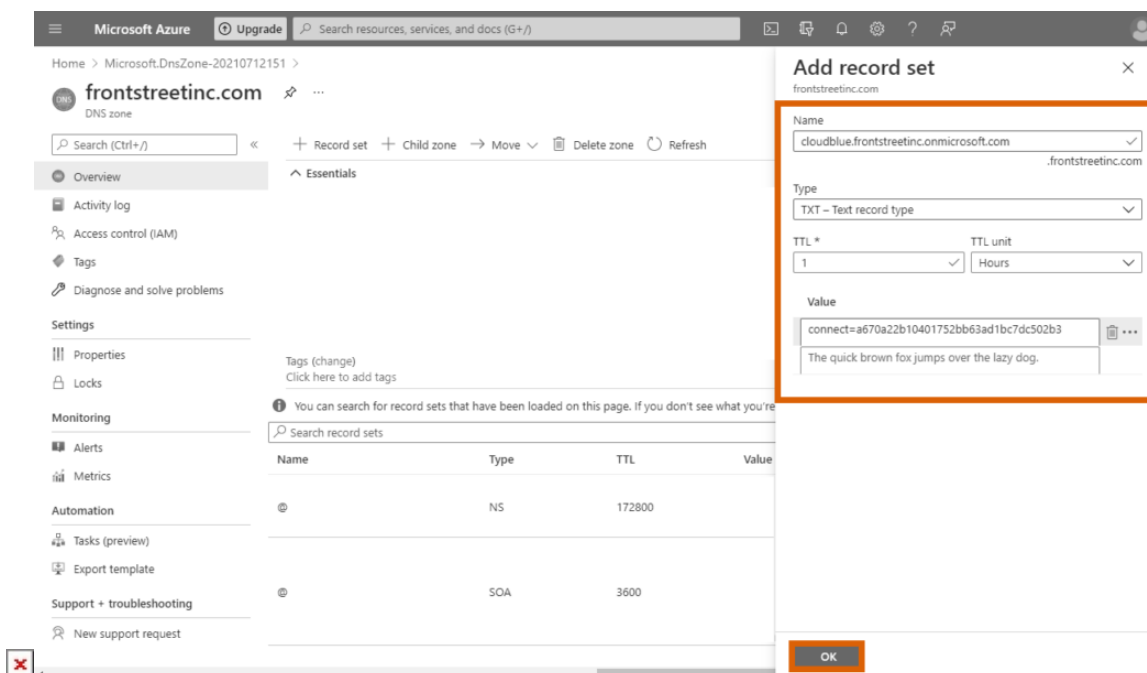 Microsoft Azure
Upgrade
Search resources, services, and docs (G+/)
Home > Microsoft.DnsZone-20210712151 >
DNS
frontstreetinc.com
...
DNS zone
Search (Ctrl+/)
«
Overview
Activity log
Access control (IAM)
Tags
Diagnose and solve problems
Settings
Properties
Locks
Monitoring
Alerts
Metrics
Automation
Tasks (preview)
Export template
Support + troubleshooting
New support request
+ Record set
+ Child zone
→ Move
Delete zone
Refresh
Essentials
Tags (change)
Click here to add tags
You can search for record sets that have been loaded on this page. If you don't see what you're
Search record sets
Name Type TTL Value
@ NS 172800
@ SOA 3600
Add record set
frontstreetinc.com
Name
cloudblue.frontstreetinc.onmicrosoft.com
.frontstreetinc.com
Type
TXT – Text record type
TTL * TTL unit
1 Hours
Value
connect=a670a22b10401752bb63ad1bc7dc502b3
The quick brown fox jumps over the lazy dog.
OK